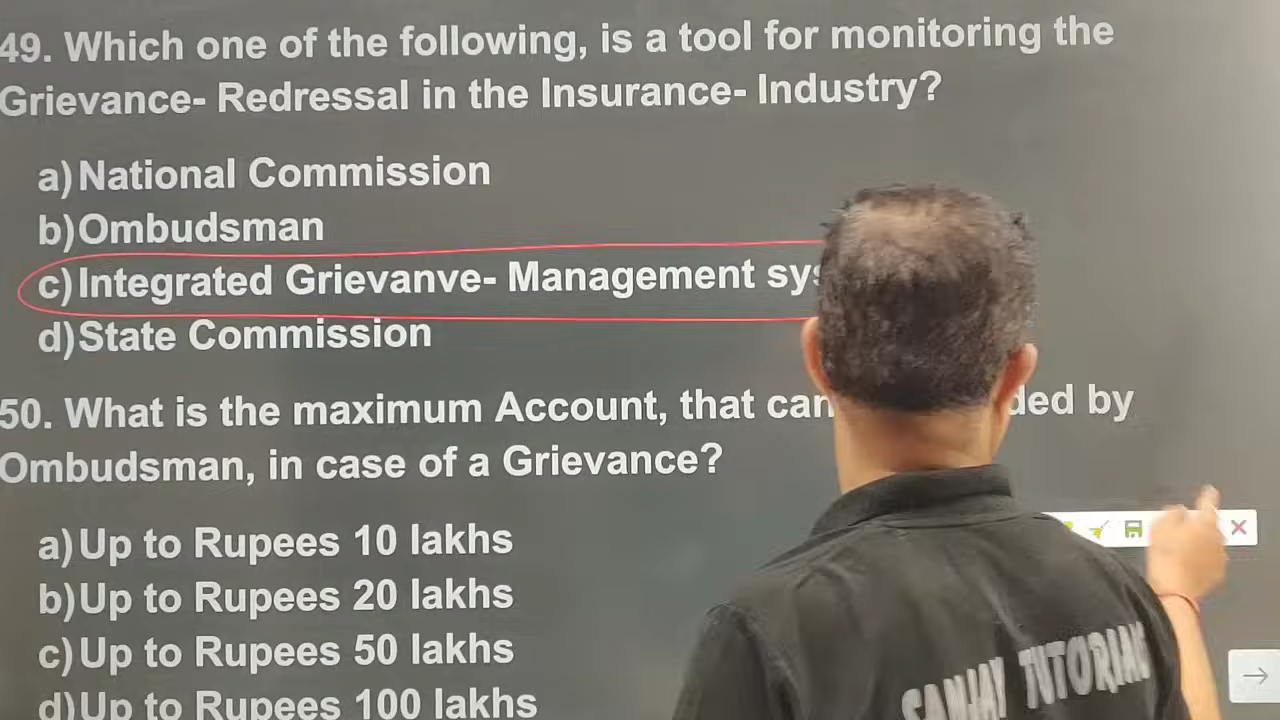 49. Which one of the following, is a tool for monitoring the
Grievance- Redressal in the Insurance- Industry?
a) National Commission
b) Ombudsman
c) Integrated Grievanve- Management sys
d) State Commission
50. What is the maximum Account, that can ded by
Ombudsman, in case of a Grievance?
a) Up to Rupees 10 lakhs
b) Up to Rupees 20 lakhs
c) Up to Rupees 50 lakhs
d) Up to Rupees 100 lakhs
SANJAY TUTORIAL